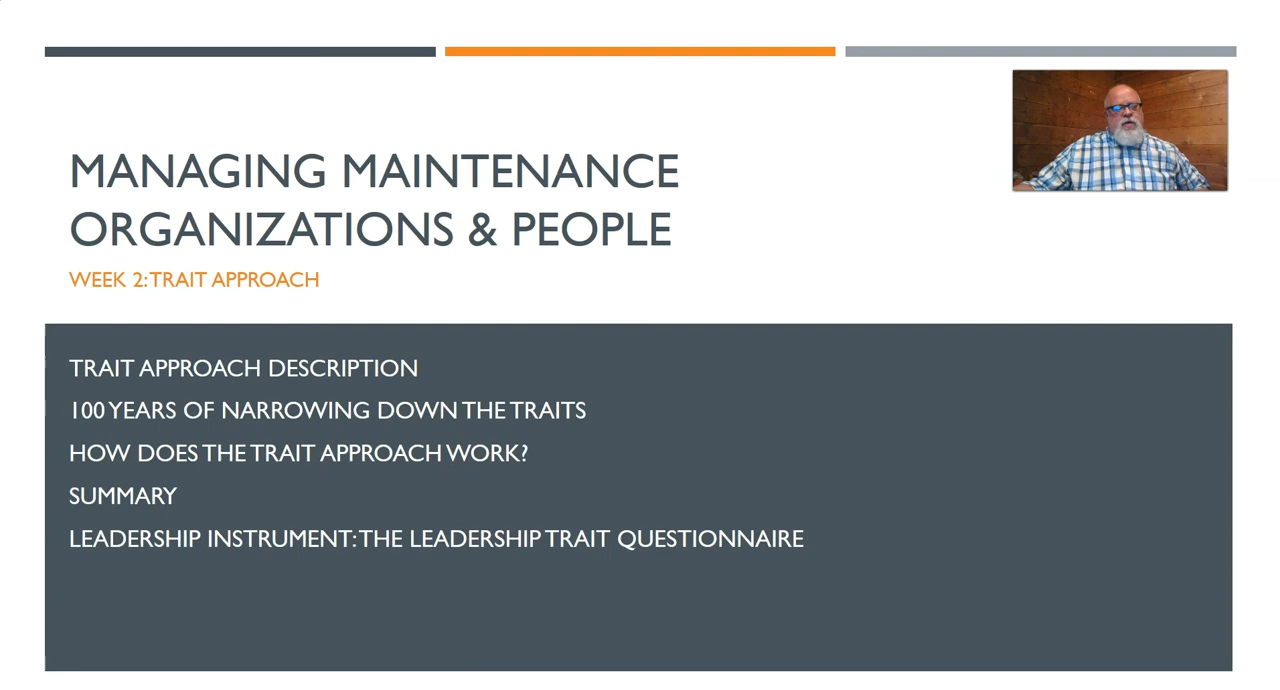 MANAGING MAINTENANCE
ORGANIZATIONS & PEOPLE
WEEK 2: TRAIT APPROACH
TRAIT APPROACH DESCRIPTION
100 YEARS OF NARROWING DOWN THE TRAITS
HOW DOES THE TRAIT APPROACH WORK?
SUMMARY
LEADERSHIP INSTRUMENT: THE LEADERSHIP TRAIT QUESTIONNAIRE